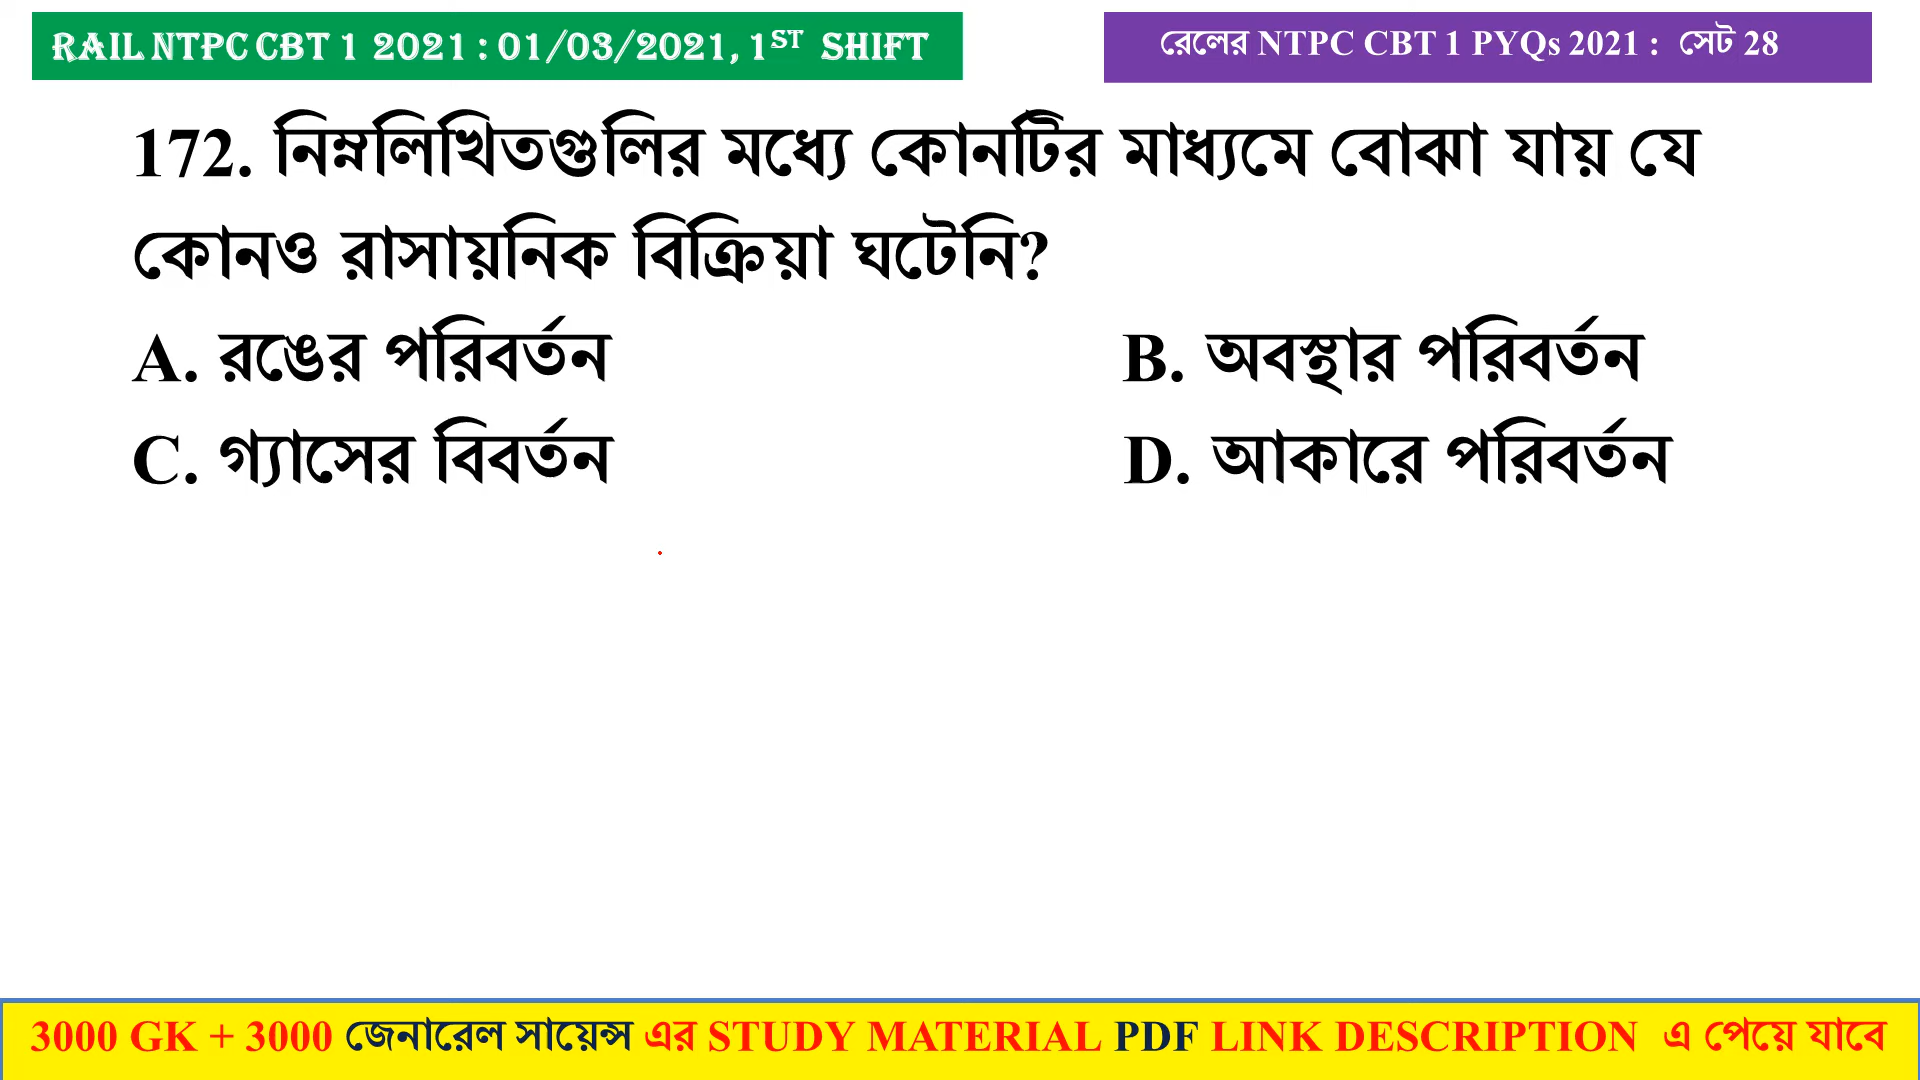 RAIL NTPC CBT 1 2021 : 01/03/2021, 1ST SHIFT
রেলের NTPC CBT 1 PYQs 2021 : সেট 28
172. নিম্নলিখিতগুলির মধ্যে কোনটির মাধ্যমে বোঝা যায় যে
কোনও রাসায়নিক বিক্রিয়া ঘটেনি?
A. রঙের পরিবর্তন B. অবস্থার পরিবর্তন
C. গ্যাসের বিবর্তন D. আকারে পরিবর্তন
3000 GK + 3000 জেনারেল সায়েন্স এর STUDY MATERIAL PDF LINK DESCRIPTION এ পেয়ে যাবে